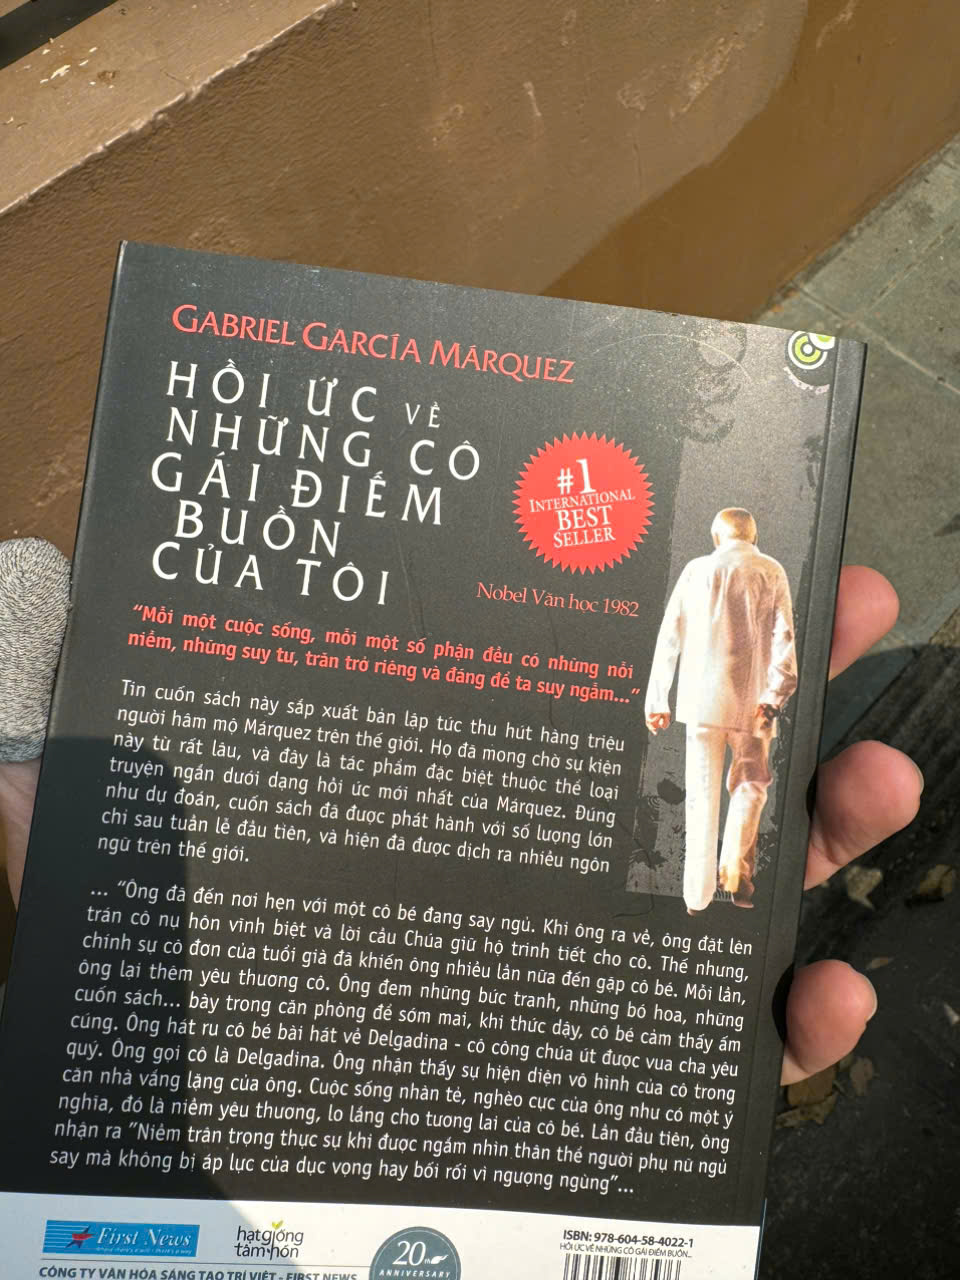 GABRIEL GARCÍA MÁRQUEZ
HỒI ỨC VỀ
NHỮNG CÔ
GÁI ĐIẾM
BUỒN
CỦA TÔI
#1
INTERNATIONAL
BEST
SELLER
Nobel Văn học 1982
“Mỗi một cuộc sống, mỗi một số phận đều có những nỗi
niềm, những suy tư, trăn trở riêng và đáng để ta suy ngẫm...”
Tin cuốn sách này sắp xuất bản lập tức thu hút hàng triệu
người hâm mộ Márquez trên thế giới. Họ đã mong chờ sự kiện
này từ rất lâu, và đây là tác phẩm đặc biệt thuộc thể loại
truyện ngắn dưới dạng hồi ức mới nhất của Márquez. Đúng
như dự đoán, cuốn sách đã được phát hành với số lượng lớn
chỉ sau tuần lễ đầu tiên, và hiện đã được dịch ra nhiều ngôn
ngữ trên thế giới.
... “Ông đã đến nơi hẹn với một cô bé đang say ngủ. Khi ông ra về, ông đặt lên
trán cô nụ hôn vĩnh biệt và lời cầu Chúa giữ hộ trinh tiết cho cô. Thế nhưng,
chính sự cô đơn của tuổi già đã khiến ông nhiều lần nữa đến gặp cô bé. Mỗi lần,
ông lại thêm yêu thương cô. Ông đem những bức tranh, những bó hoa, những
cuốn sách... bày trong căn phòng để sớm mai, khi thức dậy, cô bé cảm thấy ấm
cúng. Ông hát ru cô bé bài hát về Delgadina - cô công chúa út được vua cha yêu
quý. Ông gọi cô là Delgadina. Ông nhận thấy sự hiện diện vô hình của cô trong
căn nhà vắng lặng của ông. Cuộc sống nhàn tẻ, nghèo cực của ông như có một ý
nghĩa, đó là niềm yêu thương, lo lắng cho tương lai của cô bé. Lần đầu tiên, ông
nhận ra ”Niềm trân trọng thực sự khi được ngắm nhìn thân thể người phụ nữ ngủ
say mà không bị áp lực của dục vọng hay bối rối vì ngượng ngùng”...
First News
hạt giống
tâm hồn
20th
ANNIVERSARY
ISBN: 978-604-58-4022-1
HỒI ỨC VỀ NHỮNG CÔ GÁI ĐIẾM BUỒN...
CÔNG TY VĂN HÓA SÁNG TẠO TRÍ VIỆT - FIRST NEWS